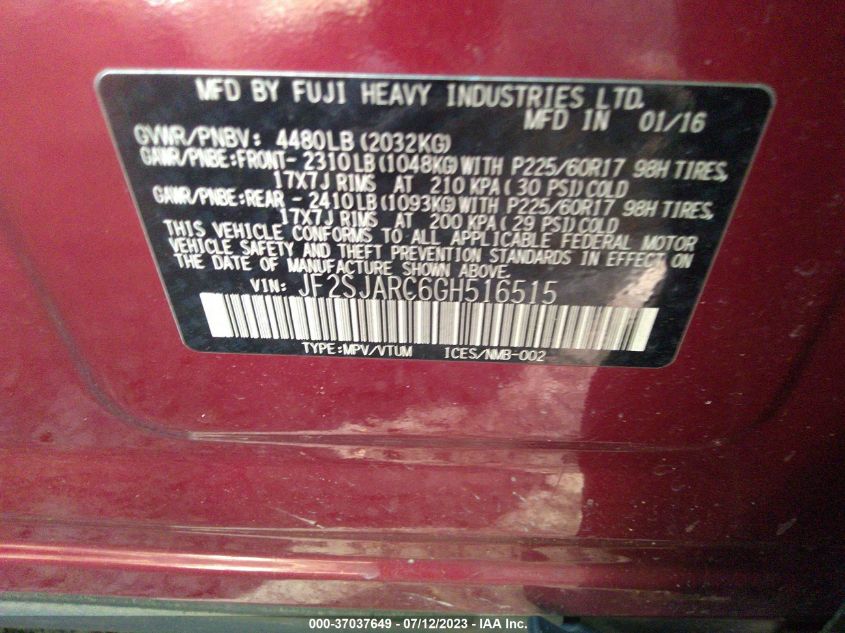 MFD BY FUJI HEAVY INDUSTRIES LTD.
MFD IN 01/16
GVWR/PNBV: 4480LB (2032KG)
GAWR/PNBE:FRONT- 2310LB(1048KG)WITH P225/60R17 98H TIRES,
17X7J RIMS AT 210 KPA( 30 PSI)COLD
GAWR/PNBE:REAR - 2410LB(1093KG)WITH P225/60R17 98H TIRES,
17X7J RIMS AT 200 KPA( 29 PSI)COLD
THIS VEHICLE CONFORMS TO ALL APPLICABLE FEDERAL MOTOR
VEHICLE SAFETY AND THEFT PREVENTION STANDARDS IN EFFECT ON
THE DATE OF MANUFACTURE SHOWN ABOVE.
VIN: JF2SJARC6GH516515
TYPE:MPV/VTUM ICES/NMB-002
000-37037649 / 07/12/2023 - IAA Inc.